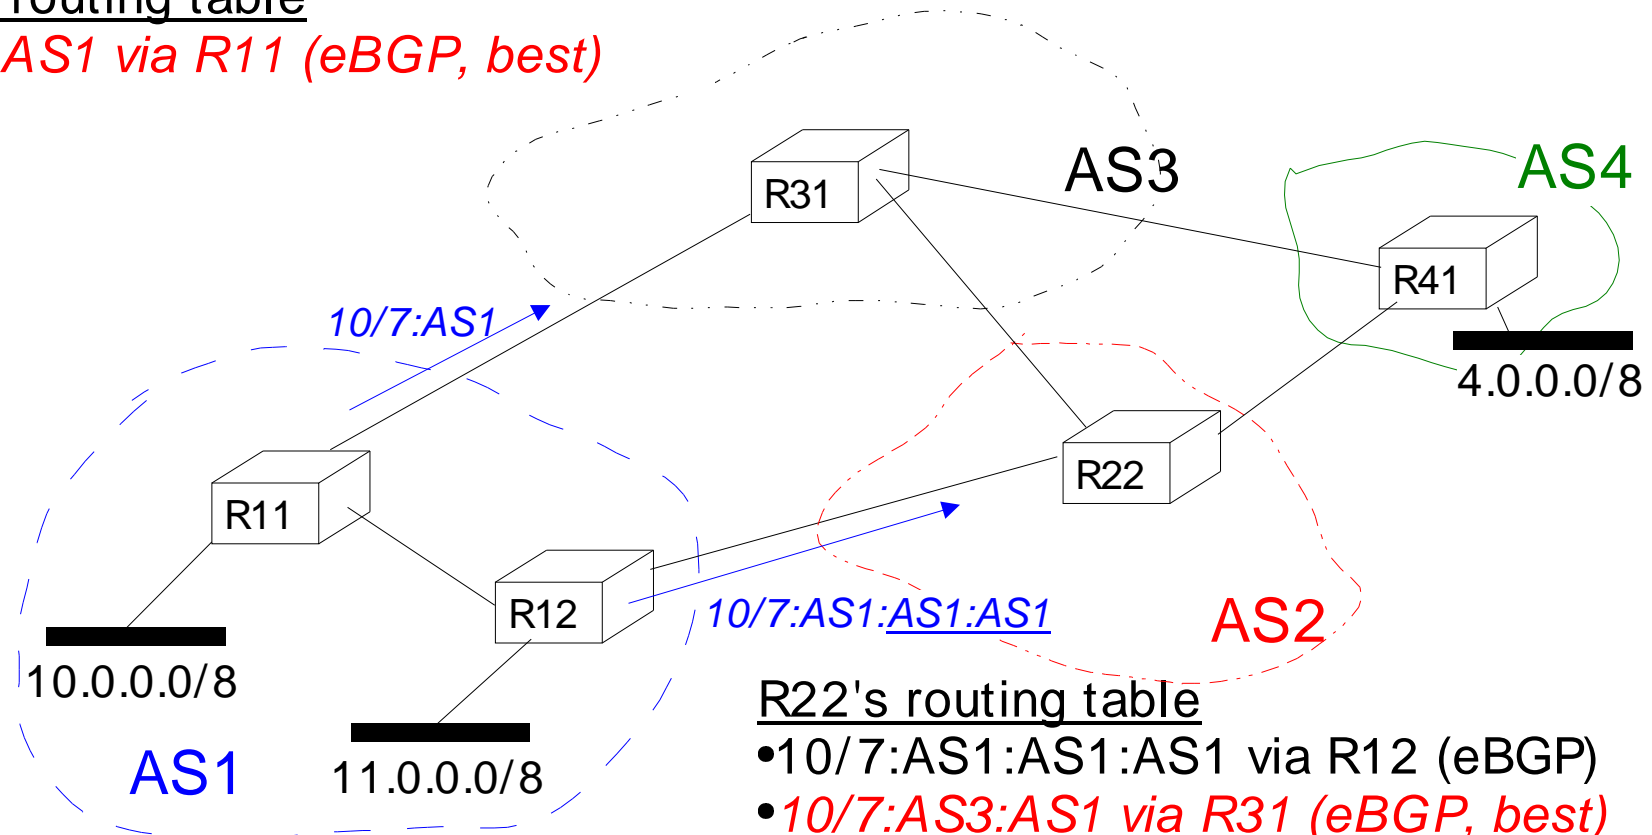 routing table
AS1 via R11 (eBGP, best)
AS3
AS4
R31
R41
10/7:AS1
4.0.0.0/8
R22
R11
R12
10/7:AS1:AS1:AS1
AS2
10.0.0.0/8
R22's routing table
•10/7:AS1:AS1:AS1 via R12 (eBGP)
AS1
11.0.0.0/8
•10/7:AS3:AS1 via R31 (eBGP, best)